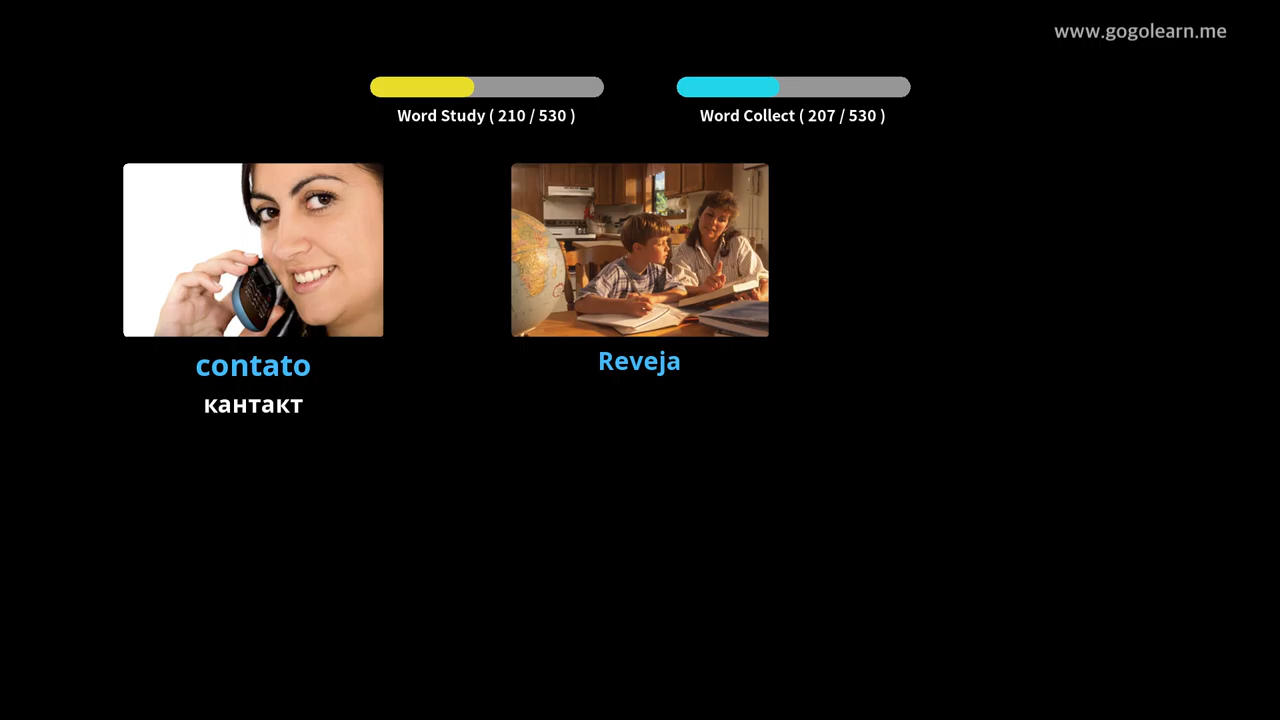 www.gogolearn.me
Word Study ( 210 / 530 )
Word Collect ( 207 / 530 )
contato
кантакт
Reveja